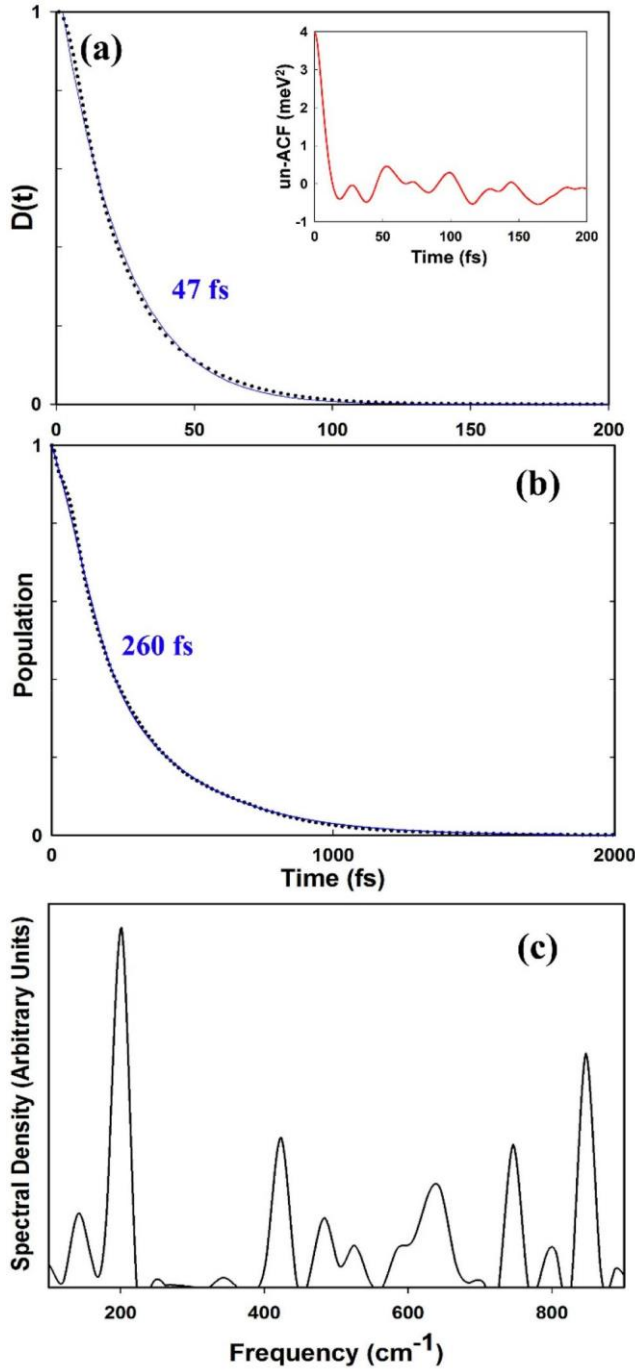 (a)
D(t)
1
0
47 fs
0 50 100 150 200
un-ACF (meV²)
4
3
2
1
0
-1
0 50 100 150 200
Time (fs)
(b)
Population
1
0
260 fs
0 1000 2000
Time (fs)
(c)
Spectral Density (Arbitrary Units)
200 400 600 800
Frequency (cm⁻¹)